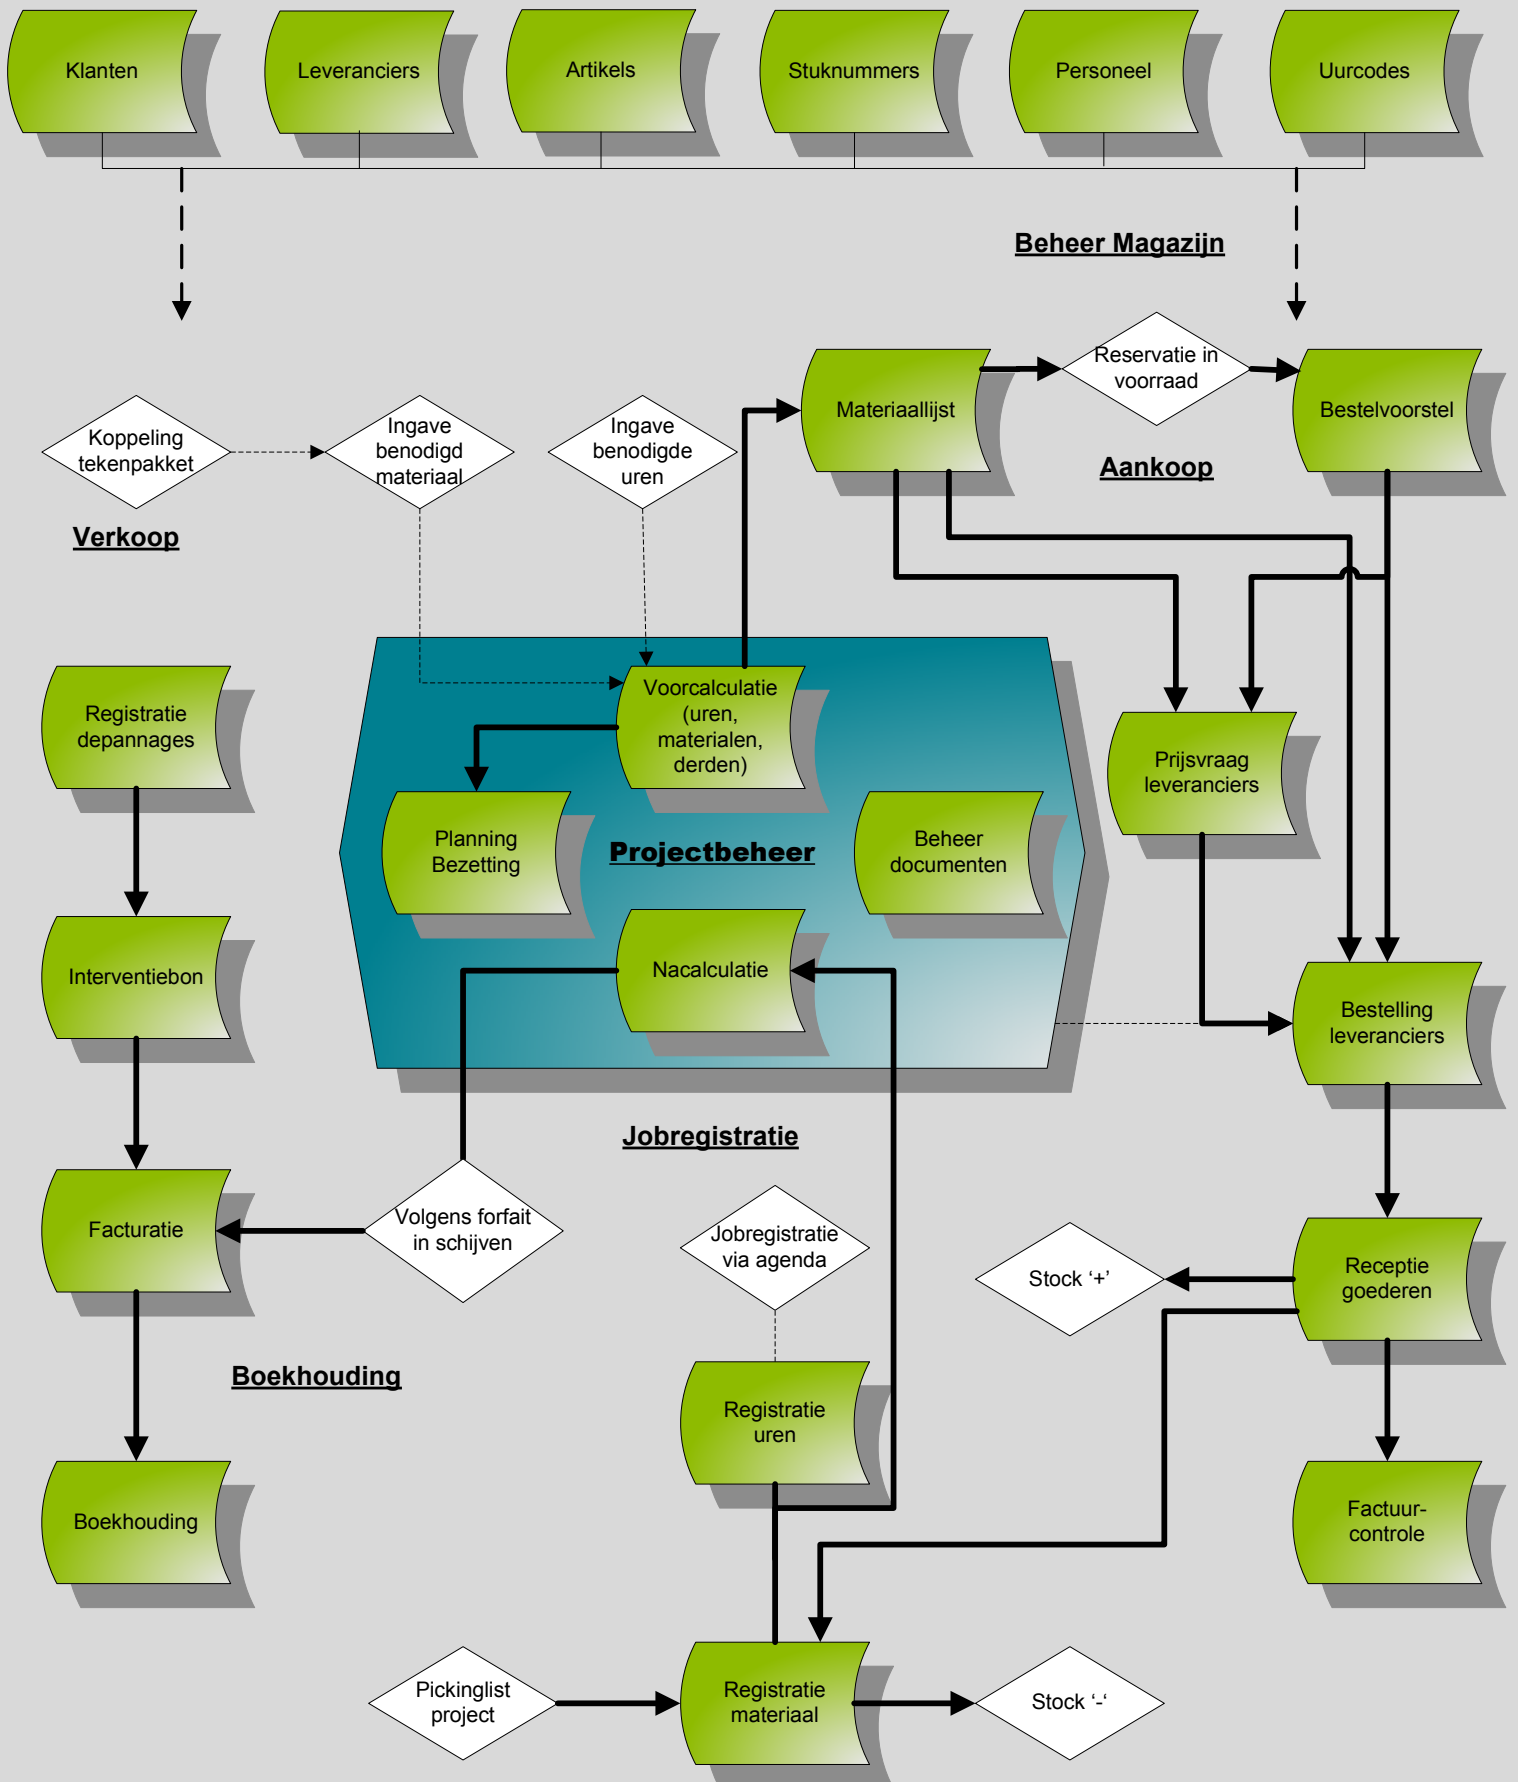 Klanten
Leveranciers
Artikels
Stuknummers
Personeel
Uurcodes
Beheer Magazijn
Reservatie in
voorraad
Materiaallijst
Bestelvoorstel
Koppeling
tekenpakket
Ingave
benodigd
materiaal
Ingave
benodigde
uren
Aankoop
Verkoop
Registratie
depannages
Voorcalculatie
(uren,
materialen,
derden)
Prijsvraag
leveranciers
Planning
Bezetting
Projectbeheer
Beheer
documenten
Interventiebon
Nacalculatie
Bestelling
leveranciers
Jobregistratie
Facturatie
Volgens forfait
in schijven
Jobregistratie
via agenda
Stock ‘+’
Receptie
goederen
Boekhouding
Registratie
uren
Boekhouding
Factuur-
controle
Pickinglist
project
Registratie
materiaal
Stock ‘-‘